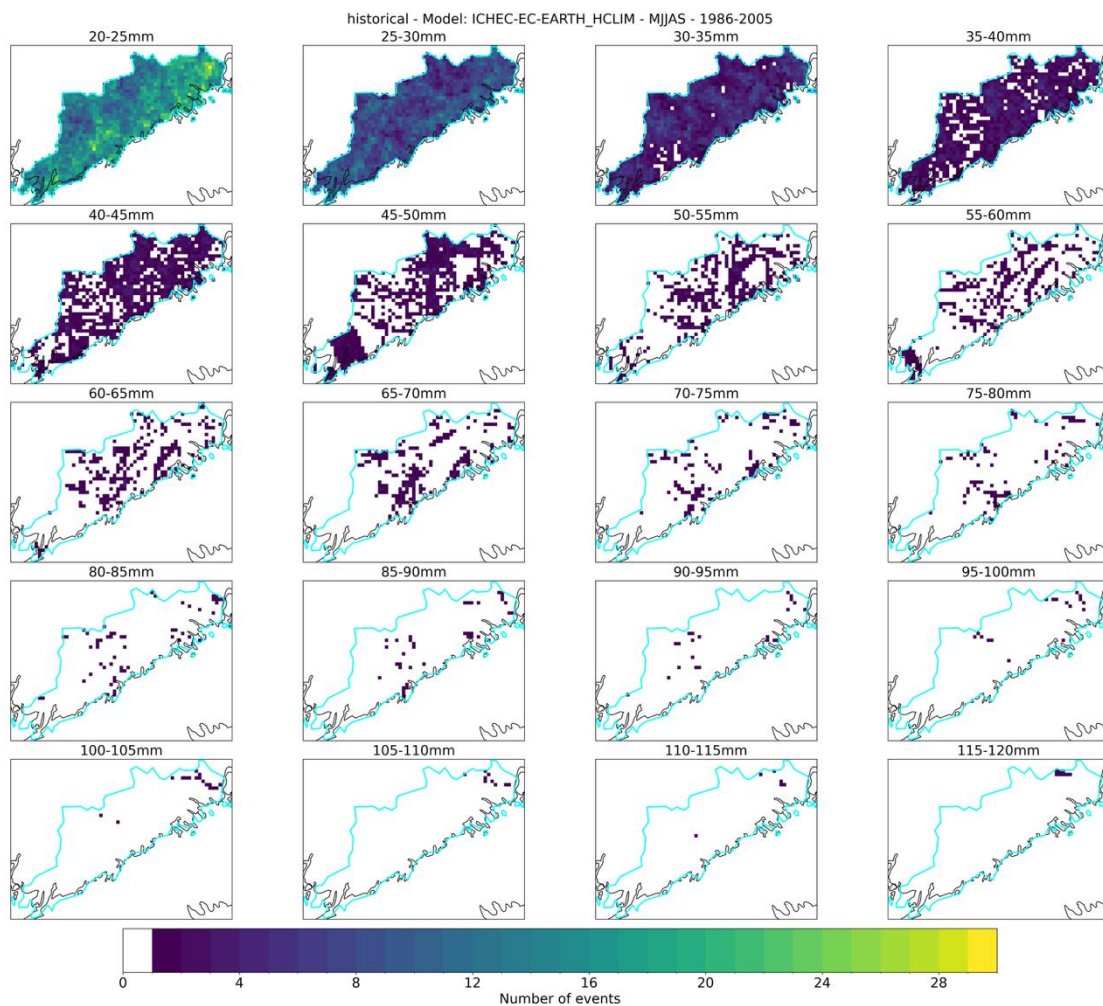 historical - Model: ICHEC-EC-EARTH_HCLIM - MJJAS - 1986-2005
20-25mm 25-30mm 30-35mm 35-40mm
40-45mm 45-50mm 50-55mm 55-60mm
60-65mm 65-70mm 70-75mm 75-80mm
80-85mm 85-90mm 90-95mm 95-100mm
100-105mm 105-110mm 110-115mm 115-120mm
0 4 8 12 16 20 24 28
Number of events